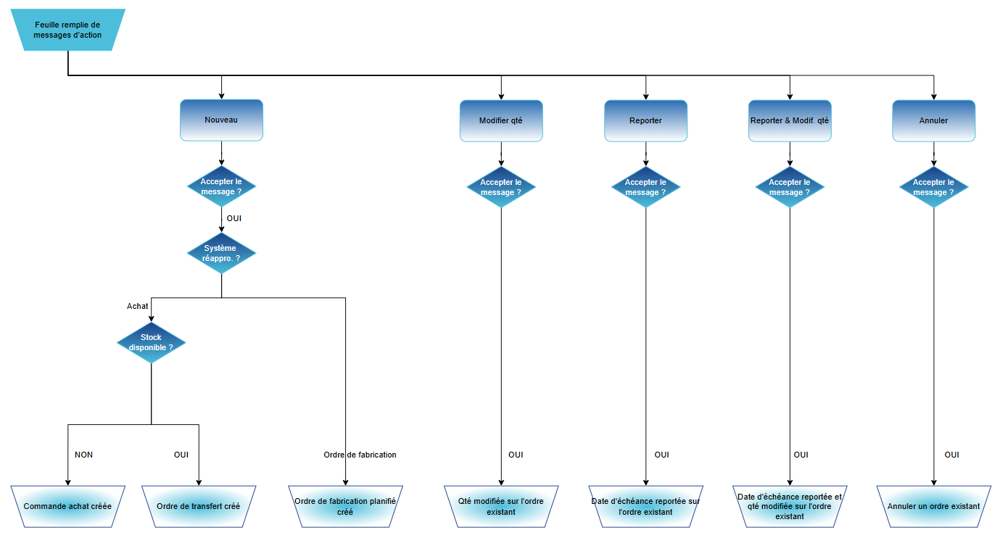 Feuille remplie de
messages d'action
Nouveau
Modifier qté
Reporter
Reporter & Modif. qté
Annuler
Accepter le
message ?
Accepter le
message ?
Accepter le
message ?
Accepter le
message ?
Accepter le
message ?
OUI
Système
réappro. ?
Achat
Stock
disponible ?
NON
OUI
Ordre de fabrication
OUI
OUI
OUI
OUI
Commande achat créée
Ordre de transfert créé
Ordre de fabrication planifié
créé
Qté modifiée sur l'ordre
existant
Date d'échéance reportée sur
l'ordre existant
Date d'échéance reportée et
qté modifiée sur l'ordre
existant
Annuler un ordre existant